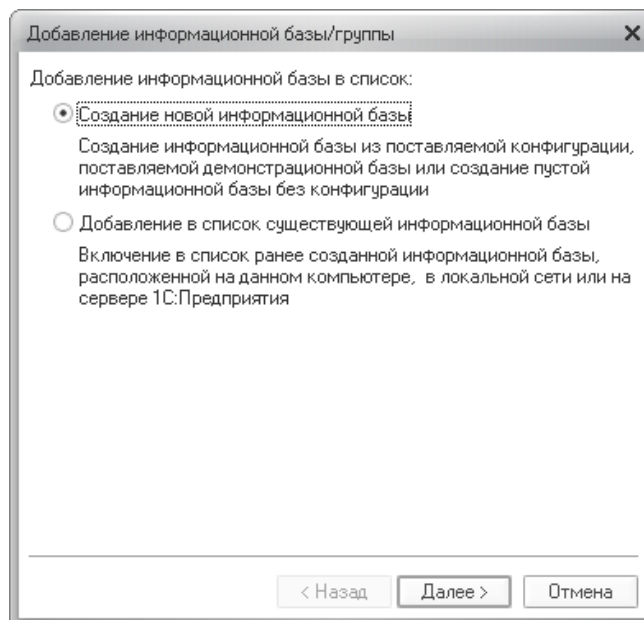 Добавление информационной базы/группы
Добавление информационной базы в список:
Создание новой информационной базы
Создание информационной базы из поставляемой конфигурации,
поставляемой демонстрационной базы или создание пустой
информационной базы без конфигурации
Добавление в список существующей информационной базы
Включение в список ранее созданной информационной базы,
расположенной на данном компьютере, в локальной сети или на
сервере 1С:Предприятия
< Назад Далее > Отмена